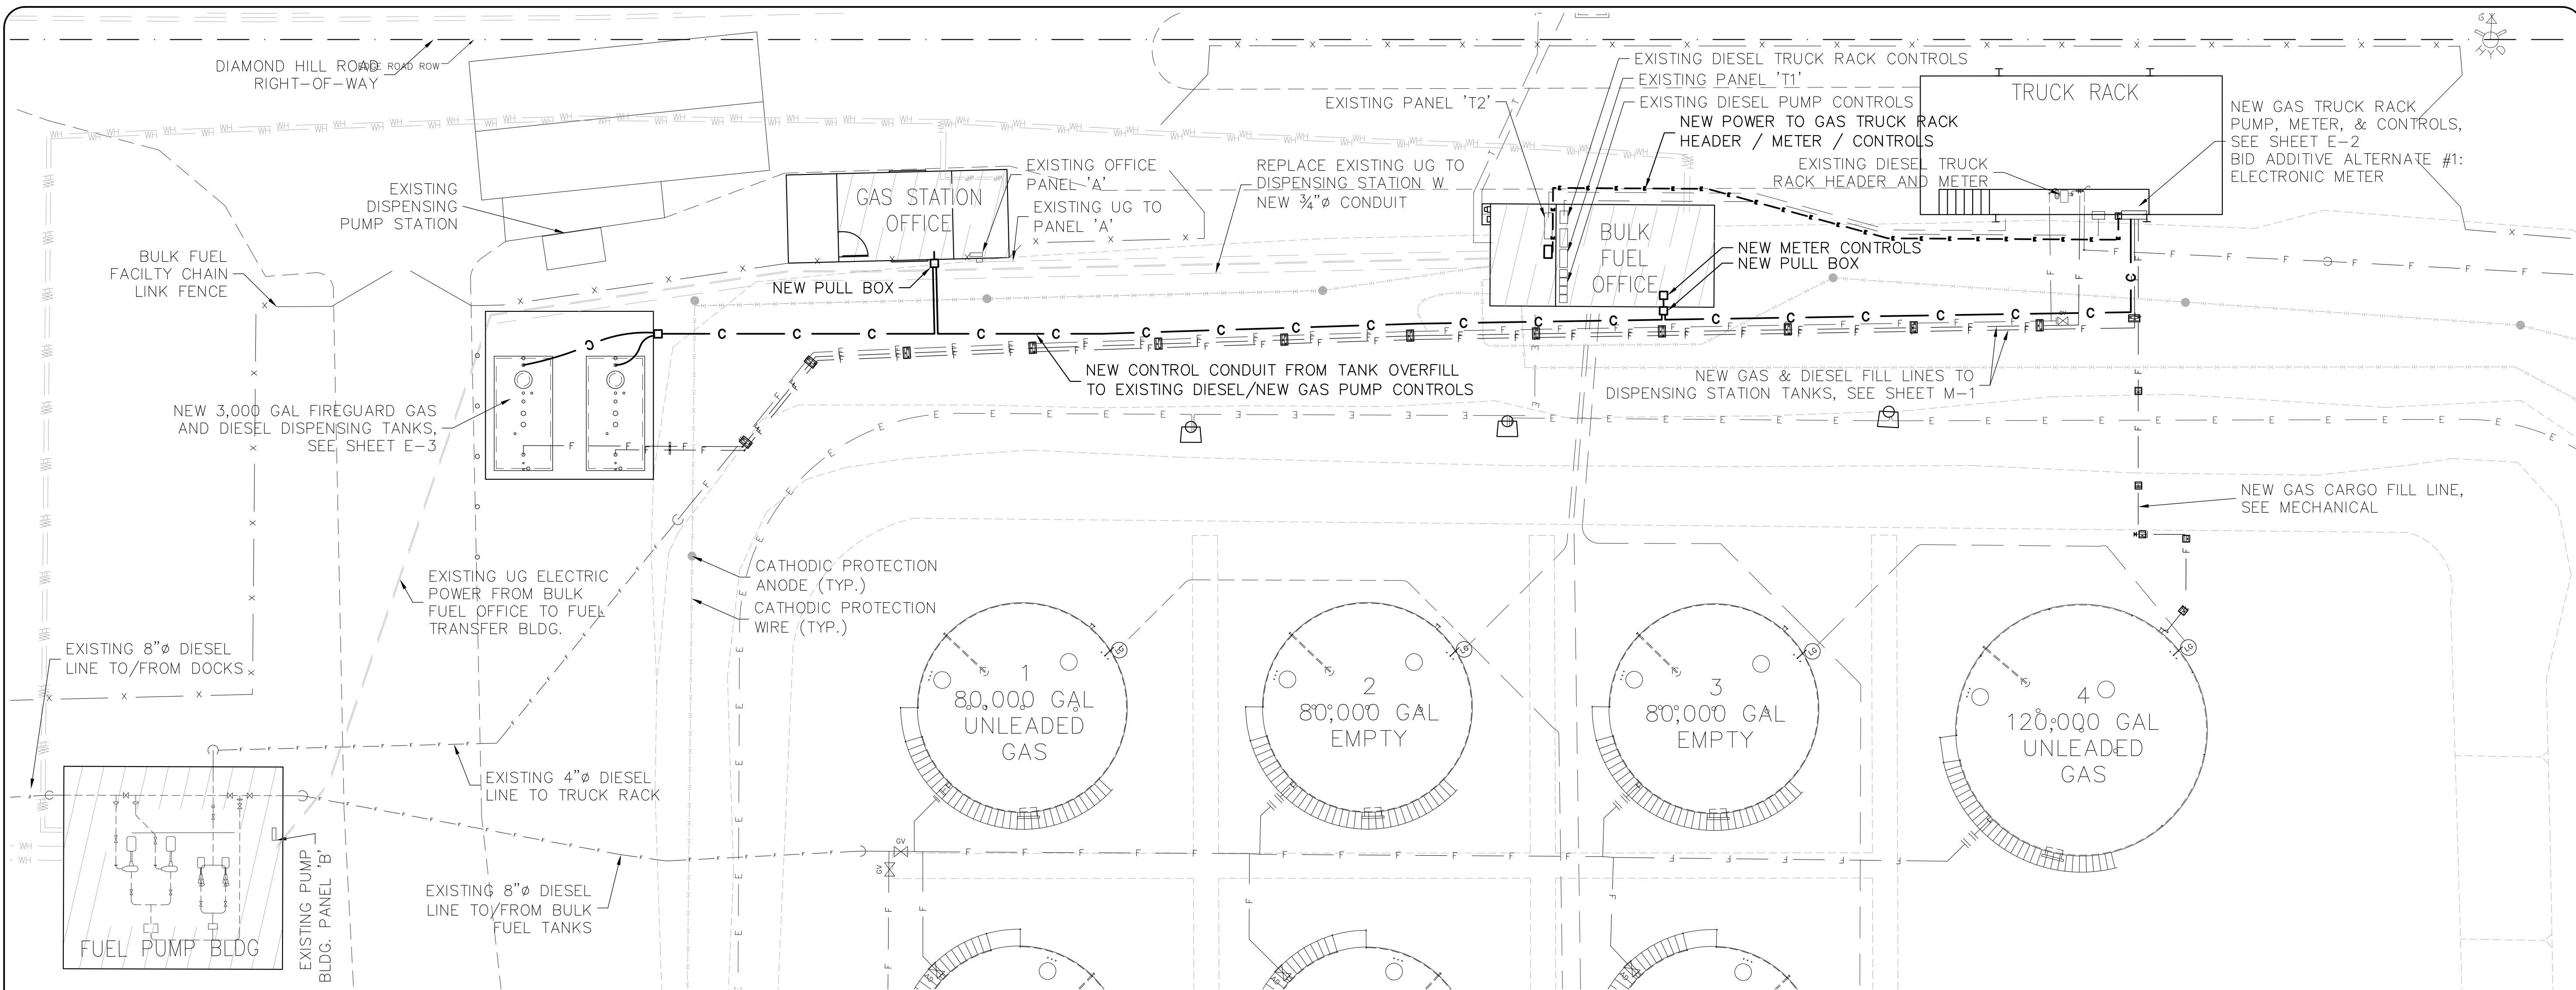 DIAMOND HILL ROAD
RIGHT-OF-WAY
EDGE ROAD ROW
EXISTING
DISPENSING
PUMP STATION
BULK FUEL
FACILTY CHAIN
LINK FENCE
GAS STATION
OFFICE
EXISTING OFFICE
PANEL 'A'
EXISTING UG TO
PANEL 'A'
NEW PULL BOX
REPLACE EXISTING UG TO
DISPENSING STATION W
NEW ¾"ø CONDUIT
EXISTING PANEL 'T2'
EXISTING DIESEL TRUCK RACK CONTROLS
EXISTING PANEL 'T1'
EXISTING DIESEL PUMP CONTROLS
NEW POWER TO GAS TRUCK RACK
HEADER / METER / CONTROLS
EXISTING DIESEL TRUCK
RACK HEADER AND METER
TRUCK RACK
NEW GAS TRUCK RACK
PUMP, METER, & CONTROLS,
SEE SHEET E-2
BID ADDITIVE ALTERNATE #1:
ELECTRONIC METER
BULK
FUEL
OFFICE
NEW METER CONTROLS
NEW PULL BOX
NEW CONTROL CONDUIT FROM TANK OVERFILL
TO EXISTING DIESEL/NEW GAS PUMP CONTROLS
NEW GAS & DIESEL FILL LINES TO
DISPENSING STATION TANKS, SEE SHEET M-1
NEW 3,000 GAL FIREGUARD GAS
AND DIESEL DISPENSING TANKS,
SEE SHEET E-3
NEW GAS CARGO FILL LINE,
SEE MECHANICAL
EXISTING UG ELECTRIC
POWER FROM BULK
FUEL OFFICE TO FUEL
TRANSFER BLDG.
CATHODIC PROTECTION
ANODE (TYP.)
CATHODIC PROTECTION
WIRE (TYP.)
EXISTING 8"ø DIESEL
LINE TO/FROM DOCKS
1
80,000 GAL
UNLEADED
GAS
2
80,000 GAL
EMPTY
3
80,000 GAL
EMPTY
4
120,000 GAL
UNLEADED
GAS
LG
LG
LG
LG
EXISTING 4"ø DIESEL
LINE TO TRUCK RACK
EXISTING 8"ø DIESEL
LINE TO/FROM BULK
FUEL TANKS
GV
GV
FUEL PUMP BLDG
EXISTING PUMP
BLDG. PANEL 'B'